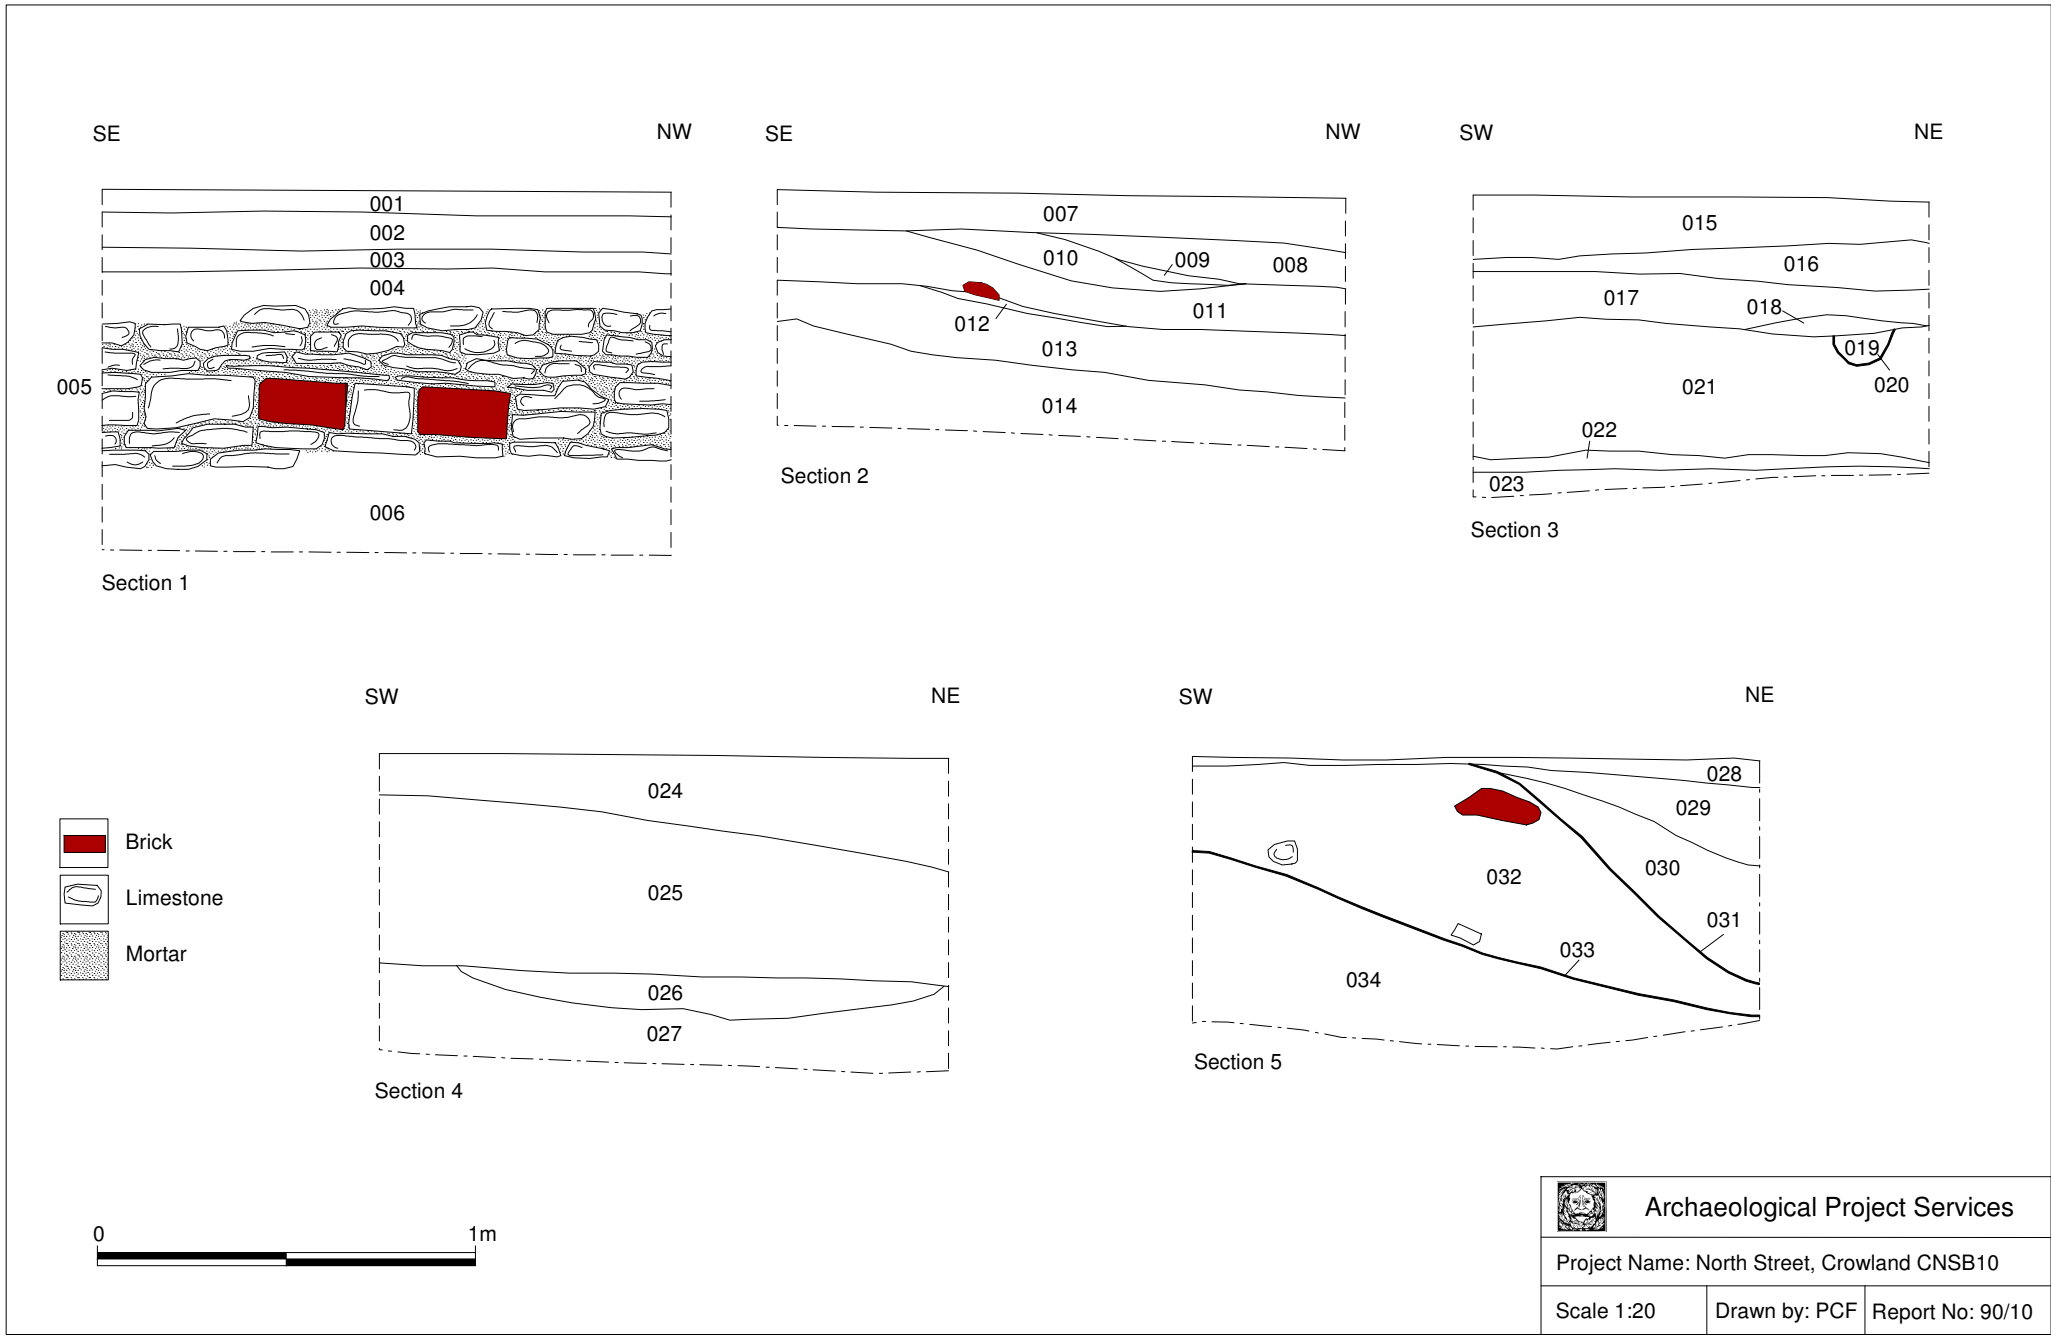 SE NW
001
002
003
004
005
006
Section 1
SE NW
007
010 009 008
012 011
013
014
Section 2
SW NE
015
016
017 018
019
021 020
022
023
Section 3
SW NE
024
025
026
027
Section 4
SW NE
028
029
030
032
031
033
034
Section 5
Brick
Limestone
Mortar
0 1m
Archaeological Project Services
Project Name: North Street, Crowland CNSB10
Scale 1:20 Drawn by: PCF Report No: 90/10